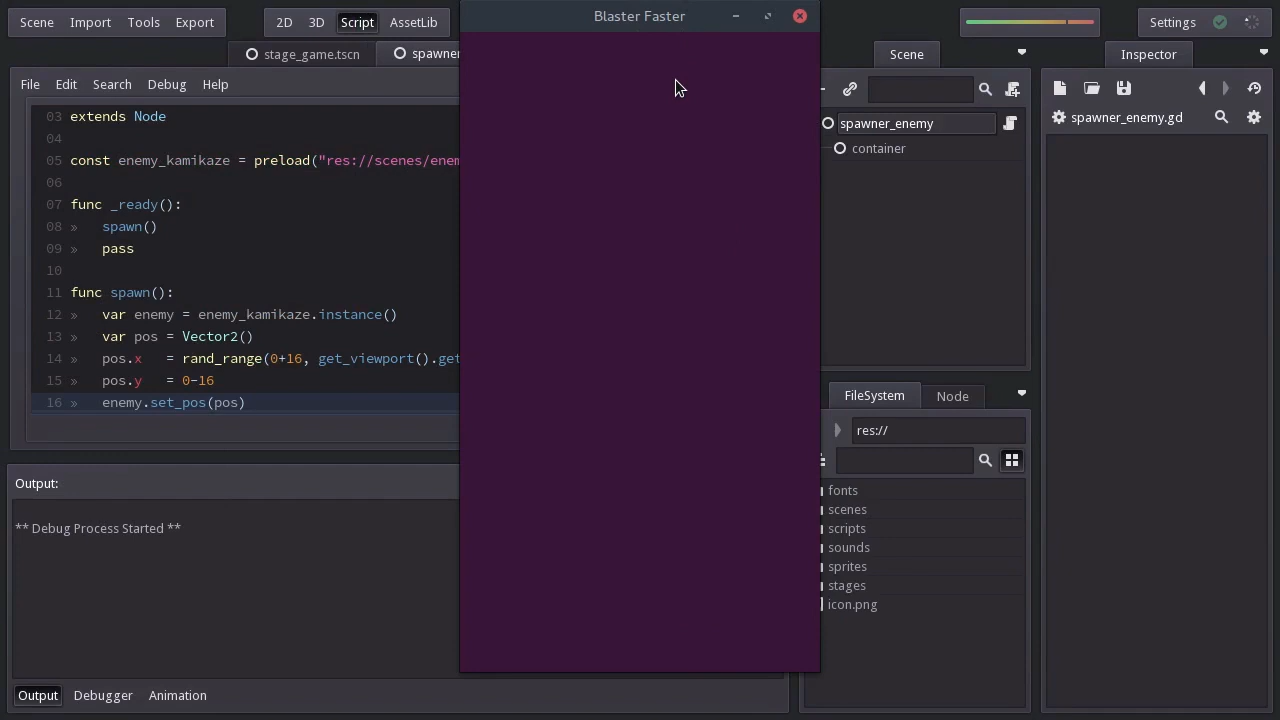 Scene Import Tools Export
2D 3D Script AssetLib
Blaster Faster
Settings
stage_game.tscn
spawner
Scene
Inspector
File Edit Search Debug Help
spawner_enemy.gd
spawner_enemy
container
03 extends Node
04
05 const enemy_kamikaze = preload("res://scenes/enem
06
07 func _ready():
08 » spawn()
09 » pass
10
11 func spawn():
12 » var enemy = enemy_kamikaze.instance()
13 » var pos = Vector2()
14 » pos.x = rand_range(0+16, get_viewport().get
15 » pos.y = 0-16
16 » enemy.set_pos(pos)
FileSystem Node
res://
fonts
scenes
scripts
sounds
sprites
stages
icon.png
Output:
** Debug Process Started **
Output Debugger Animation